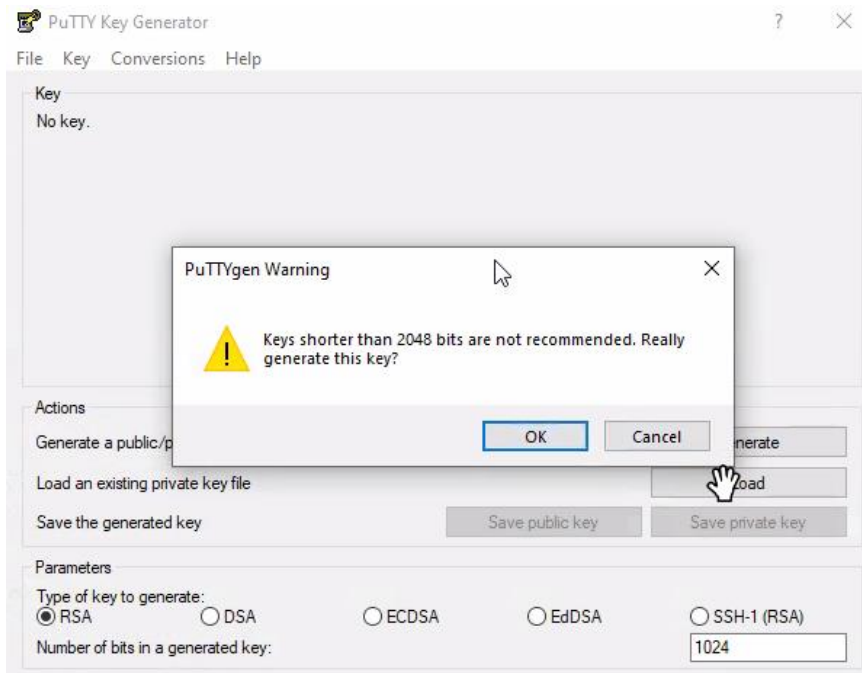 PuTTY Key Generator
?
File Key Conversions Help
Key
No key.
PuTTYgen Warning
Keys shorter than 2048 bits are not recommended. Really
generate this key?
OK Cancel
Actions
Generate a public/p nerate
Load an existing private key file oad
Save the generated key Save public key Save private key
Parameters
Type of key to generate:
RSA DSA ECDSA EdDSA SSH-1 (RSA)
Number of bits in a generated key: 1024